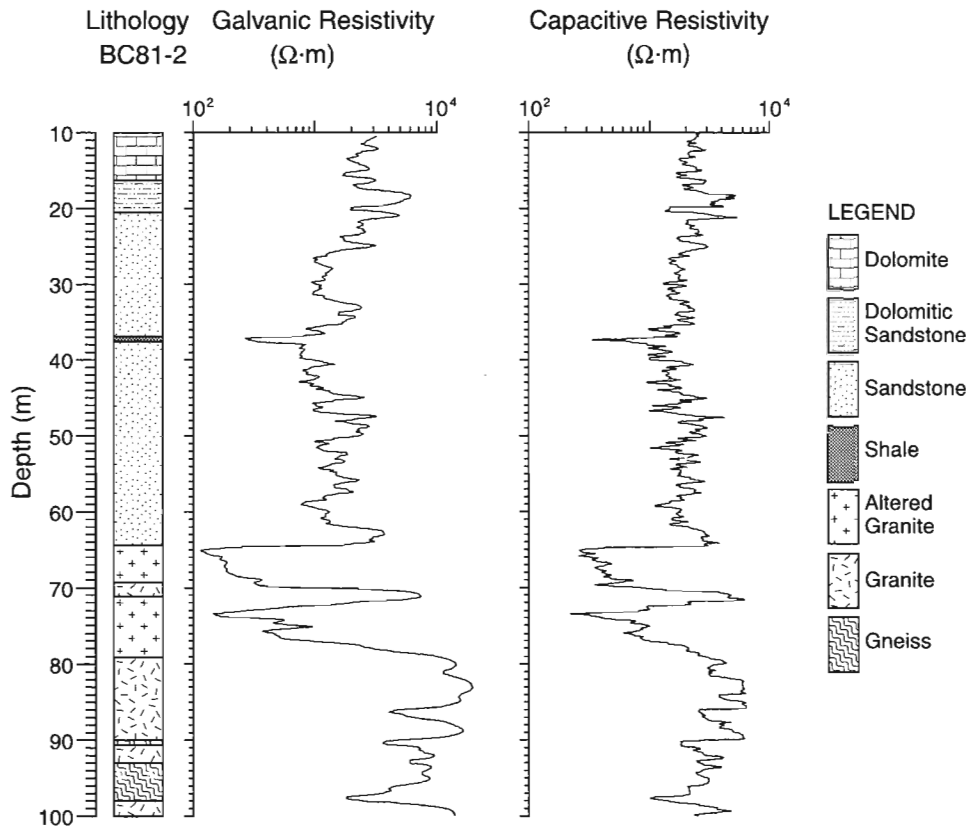 Lithology
BC81-2
Galvanic Resistivity
(Ω·m)
Capacitive Resistivity
(Ω·m)
10²
10⁴
10²
10⁴
Depth (m)
10
20
30
40
50
60
70
80
90
100
LEGEND
Dolomite
Dolomitic
Sandstone
Sandstone
Shale
Altered
Granite
Granite
Gneiss